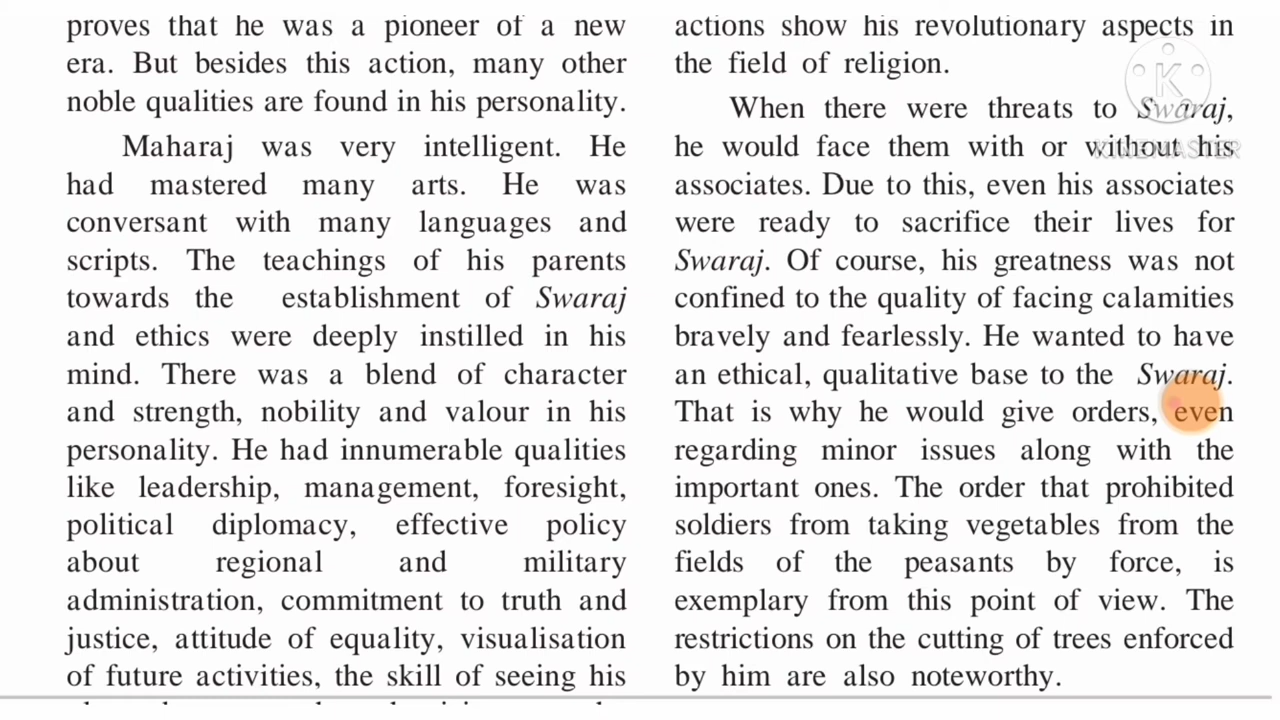 proves that he was a pioneer of a new
era. But besides this action, many other
noble qualities are found in his personality.
Maharaj was very intelligent. He
had mastered many arts. He was
conversant with many languages and
scripts. The teachings of his parents
towards the establishment of Swaraj
and ethics were deeply instilled in his
mind. There was a blend of character
and strength, nobility and valour in his
personality. He had innumerable qualities
like leadership, management, foresight,
political diplomacy, effective policy
about regional and military
administration, commitment to truth and
justice, attitude of equality, visualisation
of future activities, the skill of seeing his
actions show his revolutionary aspects in
the field of religion.
When there were threats to Swaraj,
he would face them with or without his
associates. Due to this, even his associates
were ready to sacrifice their lives for
Swaraj. Of course, his greatness was not
confined to the quality of facing calamities
bravely and fearlessly. He wanted to have
an ethical, qualitative base to the Swaraj.
That is why he would give orders, even
regarding minor issues along with the
important ones. The order that prohibited
soldiers from taking vegetables from the
fields of the peasants by force, is
exemplary from this point of view. The
restrictions on the cutting of trees enforced
by him are also noteworthy.
K
KINEMASTER